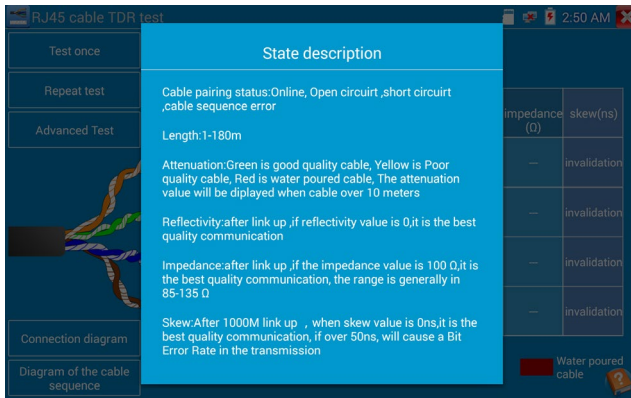 RJ45 cable TDR test
2:50 AM
Test once
Repeat test
Advanced Test
Connection diagram
Diagram of the cable
sequence
State description
Cable pairing status:Online, Open circuirt ,short circuirt
,cable sequence error
Length:1-180m
Attenuation:Green is good quality cable, Yellow is Poor
quality cable, Red is water poured cable, The attenuation
value will be diplayed when cable over 10 meters
Reflectivity:after link up ,if reflectivity value is 0,it is the best
quality communication
Impedance:after link up ,if the impedance value is 100 Ω,it is
the best quality communication, the range is generally in
85-135 Ω
Skew:After 1000M link up , when skew value is 0ns,it is the
best quality communication, if over 50ns, will cause a Bit
Error Rate in the transmission
impedance skew(ns)
(Ω)
--- invalidation
--- invalidation
--- invalidation
--- invalidation
Water poured
cable
?